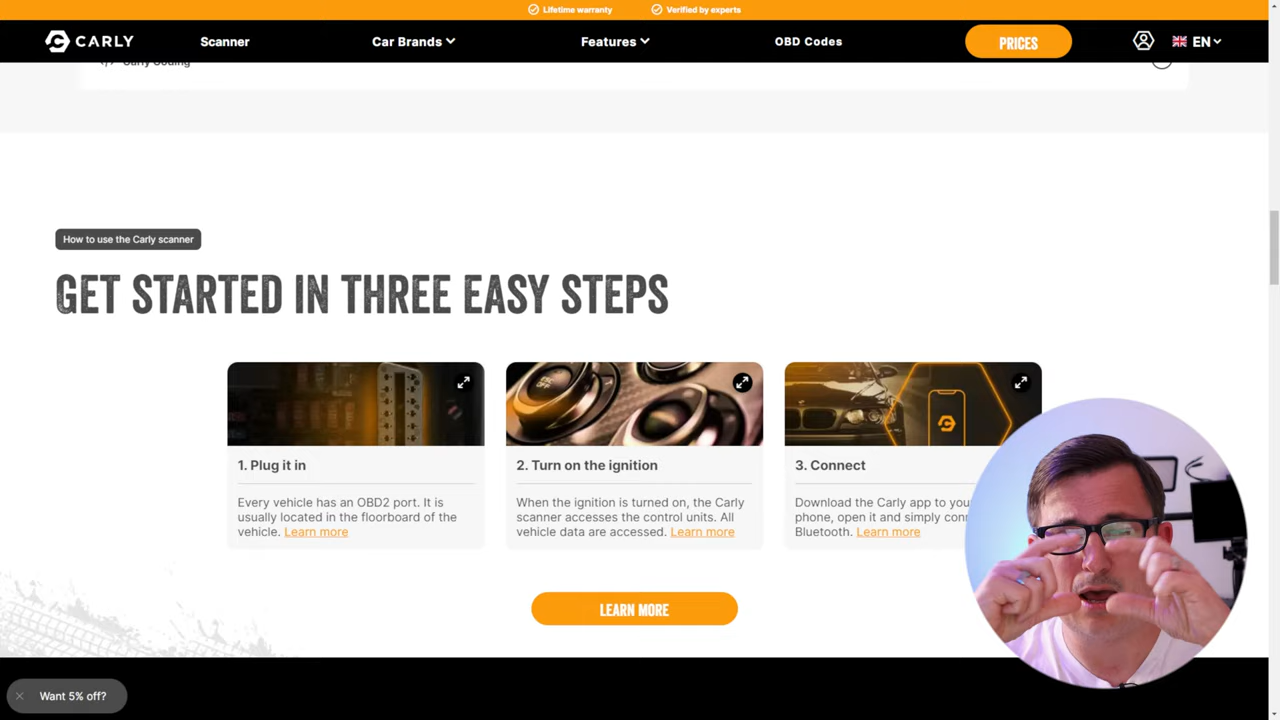 Lifetime warranty
Verified by experts
CARLY
Scanner
Car Brands
Features
OBD Codes
PRICES
EN
Carly Coding
How to use the Carly scanner
GET STARTED IN THREE EASY STEPS
1. Plug it in
Every vehicle has an OBD2 port. It is
usually located in the floorboard of the
vehicle. Learn more
2. Turn on the ignition
When the ignition is turned on, the Carly
scanner accesses the control units. All
vehicle data are accessed. Learn more
3. Connect
Download the Carly app to
phone, open it and simply
Bluetooth. Learn more
LEARN MORE
Want 5% off?